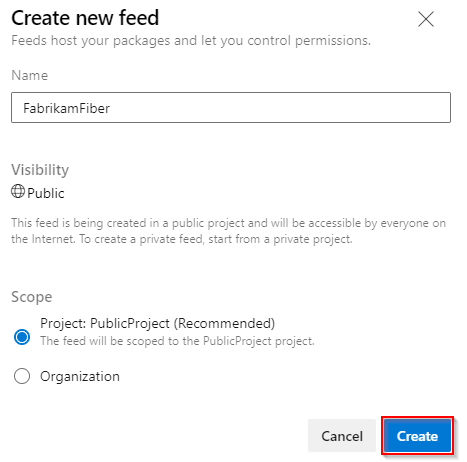 Create new feed
Feeds host your packages and let you control permissions.
Name
FabrikamFiber
Visibility
Public
This feed is being created in a public project and will be accessible by everyone on
the Internet. To create a private feed, start from a private project.
Scope
Project: PublicProject (Recommended)
The feed will be scoped to the PublicProject project.
Organization
Cancel Create